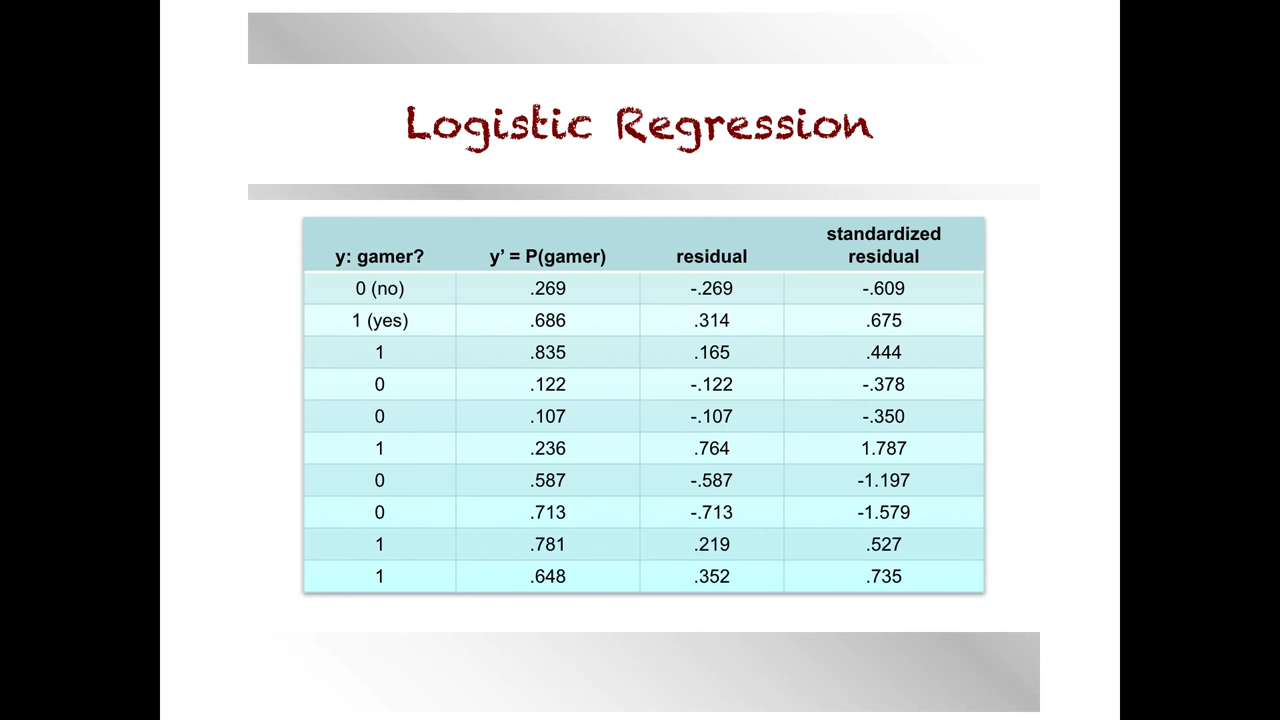 Logistic Regression
y: gamer? y’ = P(gamer) residual standardized residual
0 (no) .269 -.269 -.609
1 (yes) .686 .314 .675
1 .835 .165 .444
0 .122 -.122 -.378
0 .107 -.107 -.350
1 .236 .764 1.787
0 .587 -.587 -1.197
0 .713 -.713 -1.579
1 .781 .219 .527
1 .648 .352 .735